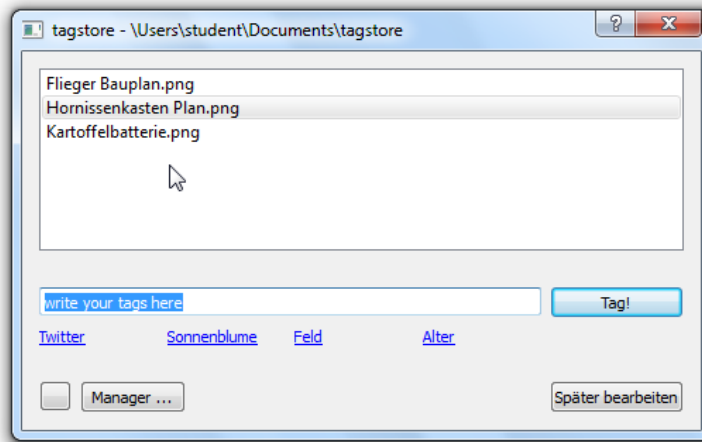 tagstore - \Users\student\Documents\tagstore
Flieger Bauplan.png
Hornissenkasten Plan.png
Kartoffelbatterie.png
write your tags here Tag!
Twitter Sonnenblume Feld Alter
Manager ... Später bearbeiten